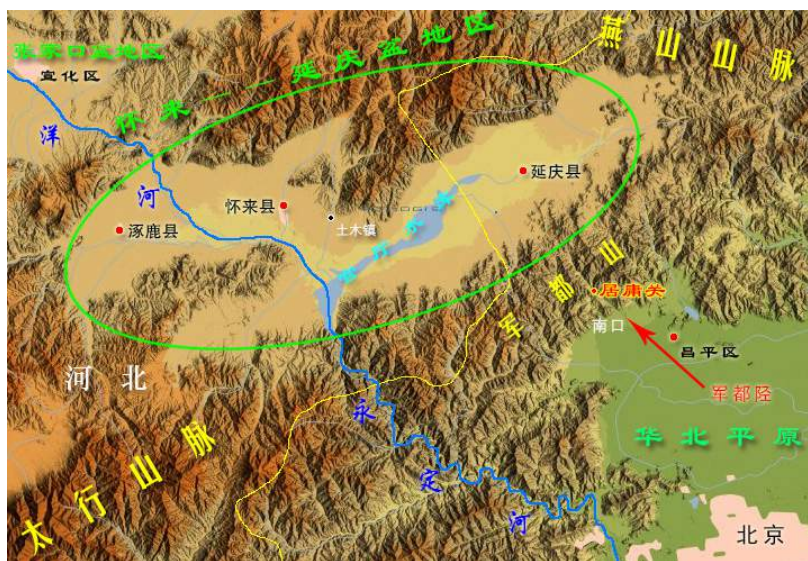 张家口盆地区
宣化区
怀来——延庆盆地区
燕山山脉
洋河
怀来县
涿鹿县
土木镇
延庆县
官厅水库
军都山
居庸关
南口
昌平区
军都陉
河北
太行山脉
永定河
华北平原
北京